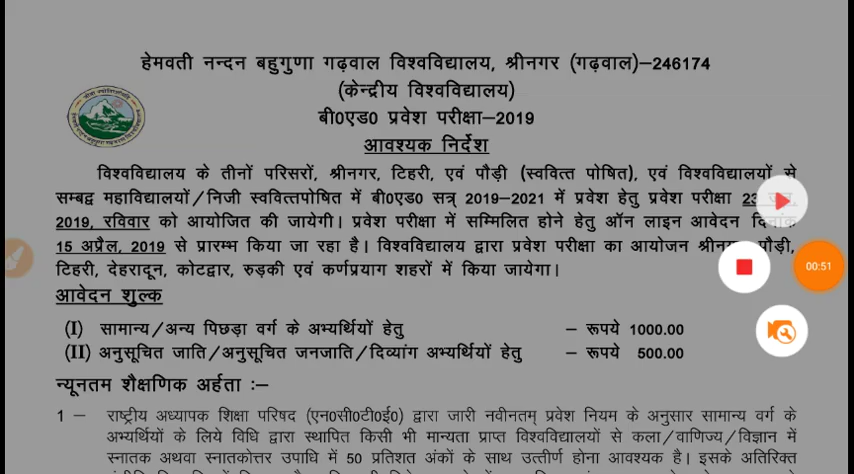 हेमवती नन्दन बहुगुणा गढ़वाल विश्वविद्यालय, श्रीनगर (गढ़वाल)–246174
(केन्द्रीय विश्वविद्यालय)
बी0एड0 प्रवेश परीक्षा–2019
आवश्यक निर्देश
विश्वविद्यालय के तीनों परिसरों, श्रीनगर, टिहरी, एवं पौड़ी (स्ववित्त पोषित), एवं विश्वविद्यालयों से
सम्बद्व महाविद्यालयों/निजी स्ववित्तपोषित में बी0एड0 सत्र् 2019–2021 में प्रवेश हेतु प्रवेश परीक्षा 23
2019, रविवार को आयोजित की जायेगी। प्रवेश परीक्षा में सम्मिलित होने हेतु ऑन लाइन आवेदन दिनांक
15 अप्रैल, 2019 से प्रारम्भ किया जा रहा है। विश्वविद्यालय द्वारा प्रवेश परीक्षा का आयोजन पौड़ी,
टिहरी, देहरादून, कोटद्वार, रुड़की एवं कर्णप्रयाग शहरों में किया जायेगा।
00:51
आवेदन शुल्क
(I) सामान्य/अन्य पिछड़ा वर्ग के अभ्यर्थियों हेतु – रूपये 1000.00
(II) अनुसूचित जाति/अनुसूचित जनजाति/दिव्यांग अभ्यर्थियों हेतु – रूपये 500.00
न्यूनतम शैक्षणिक अर्हता :–
1 – राष्ट्रीय अध्यापक शिक्षा परिषद (एन0सी0टी0ई0) द्वारा जारी नवीनतम् प्रवेश नियम के अनुसार सामान्य वर्ग के
अभ्यर्थियों के लिये विधि द्वारा स्थापित किसी भी मान्यता प्राप्त विश्वविद्यालयों से कला/वाणिज्य/विज्ञान में
स्नातक अथवा स्नातकोत्तर उपाधि में 50 प्रतिशत अंकों के साथ उत्तीर्ण होना आवश्यक है। इसके अतिरिक्त